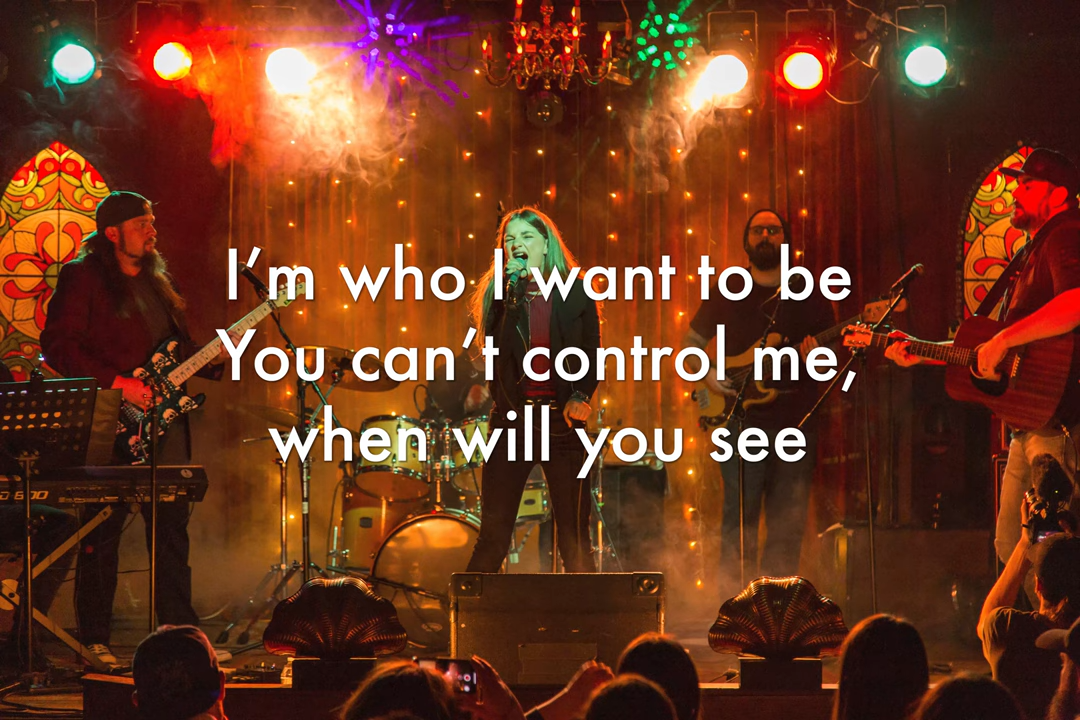 I’m who I want to be
You can’t control me,
when will you see